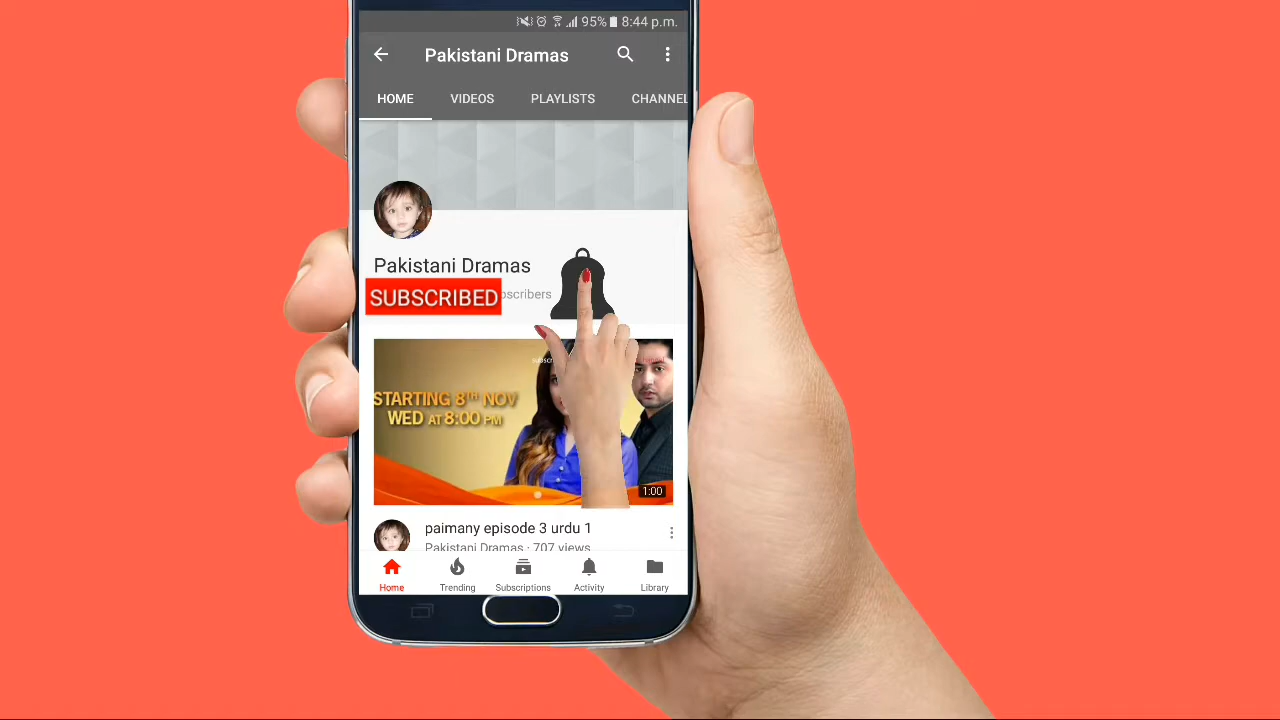 95% 8:44 p.m.
Pakistani Dramas
HOME VIDEOS PLAYLISTS CHANNEL
Pakistani Dramas
SUBSCRIBED
STARTING 8TH NOV
WED AT 8:00 PM
1:00
paimany episode 3 urdu 1
Pakistani Dramas · 707 views
Home Trending Subscriptions Activity Library